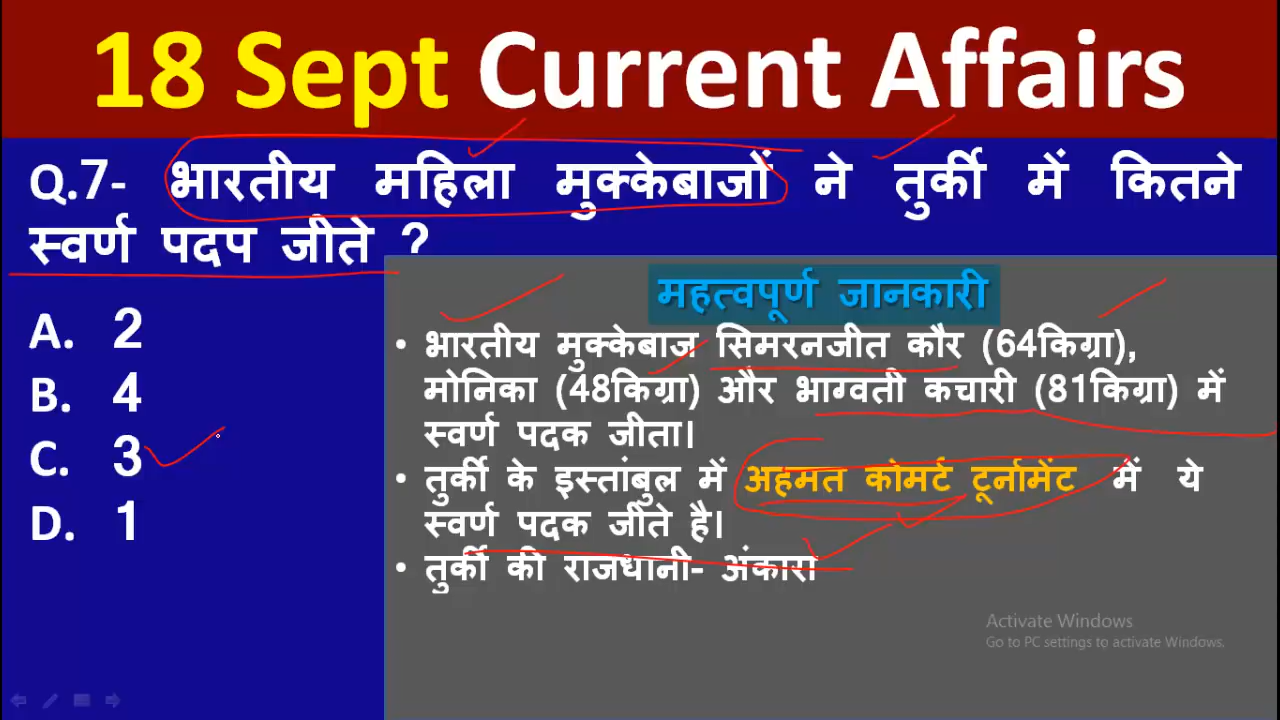 18 Sept Current Affairs
Q.7- भारतीय महिला मुक्केबाजों ने तुर्की में कितने
स्वर्ण पदप जीते ?
A. 2
B. 4
C. 3
D. 1
महत्वपूर्ण जानकारी
• भारतीय मुक्केबाज सिमरनजीत कौर (64किग्रा),
मोनिका (48किग्रा) और भाग्वती कचारी (81किग्रा) में
स्वर्ण पदक जीता।
• तुर्की के इस्तांबुल में अहमत कोमर्ट टूर्नामेंट में ये
स्वर्ण पदक जीते है।
• तुर्की की राजधानी- अंकारा
Activate Windows
Go to PC settings to activate Windows.